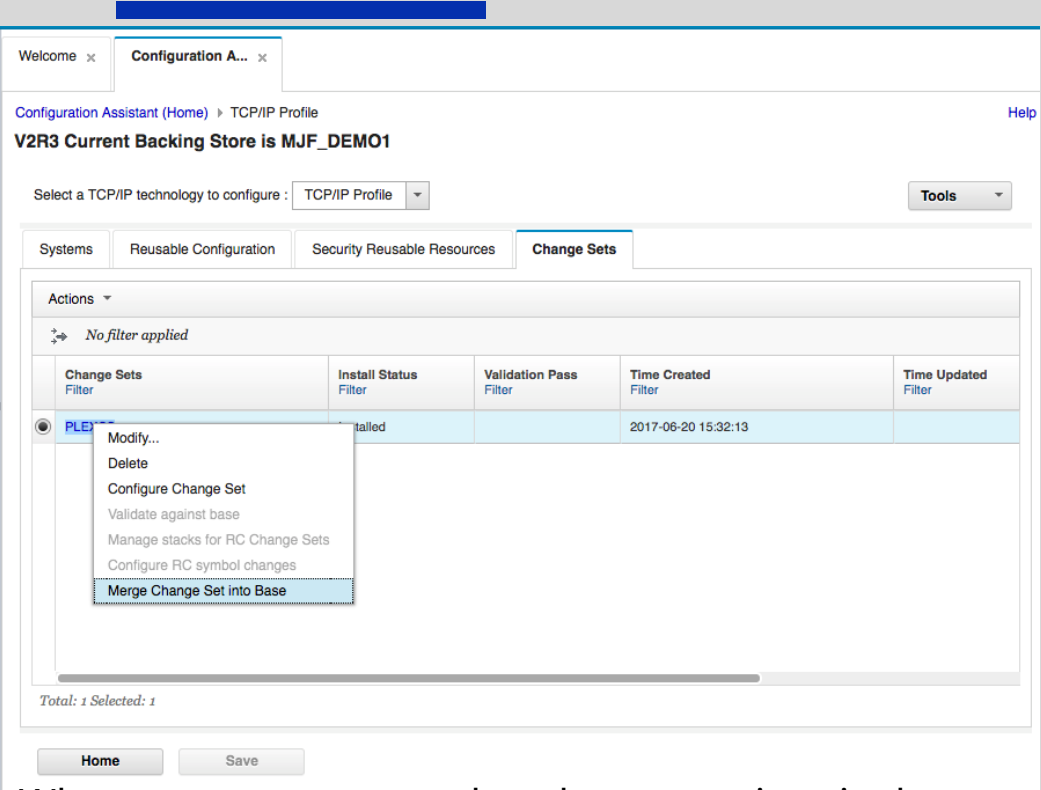 Welcome x
Configuration A... x
Configuration Assistant (Home) TCP/IP Profile
Help
V2R3 Current Backing Store is MJF_DEMO1
Select a TCP/IP technology to configure : TCP/IP Profile
Tools
Systems
Reusable Configuration
Security Reusable Resources
Change Sets
Actions
No filter applied
Change Sets
Filter
Install Status
Filter
Validation Pass
Filter
Time Created
Filter
Time Updated
Filter
2017-06-20 15:32:13
Modify...
Delete
Configure Change Set
Validate against base
Manage stacks for RC Change Sets
Configure RC symbol changes
Merge Change Set into Base
Total: 1 Selected: 1
Home
Save